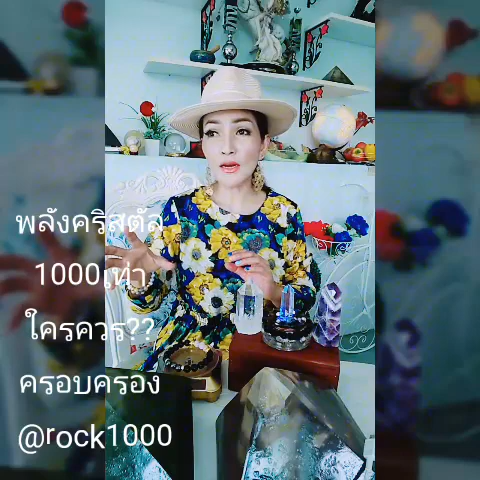 พลังคริสตัล
1000เท่า
ใครควร??
ครอบครอง
@rock1000